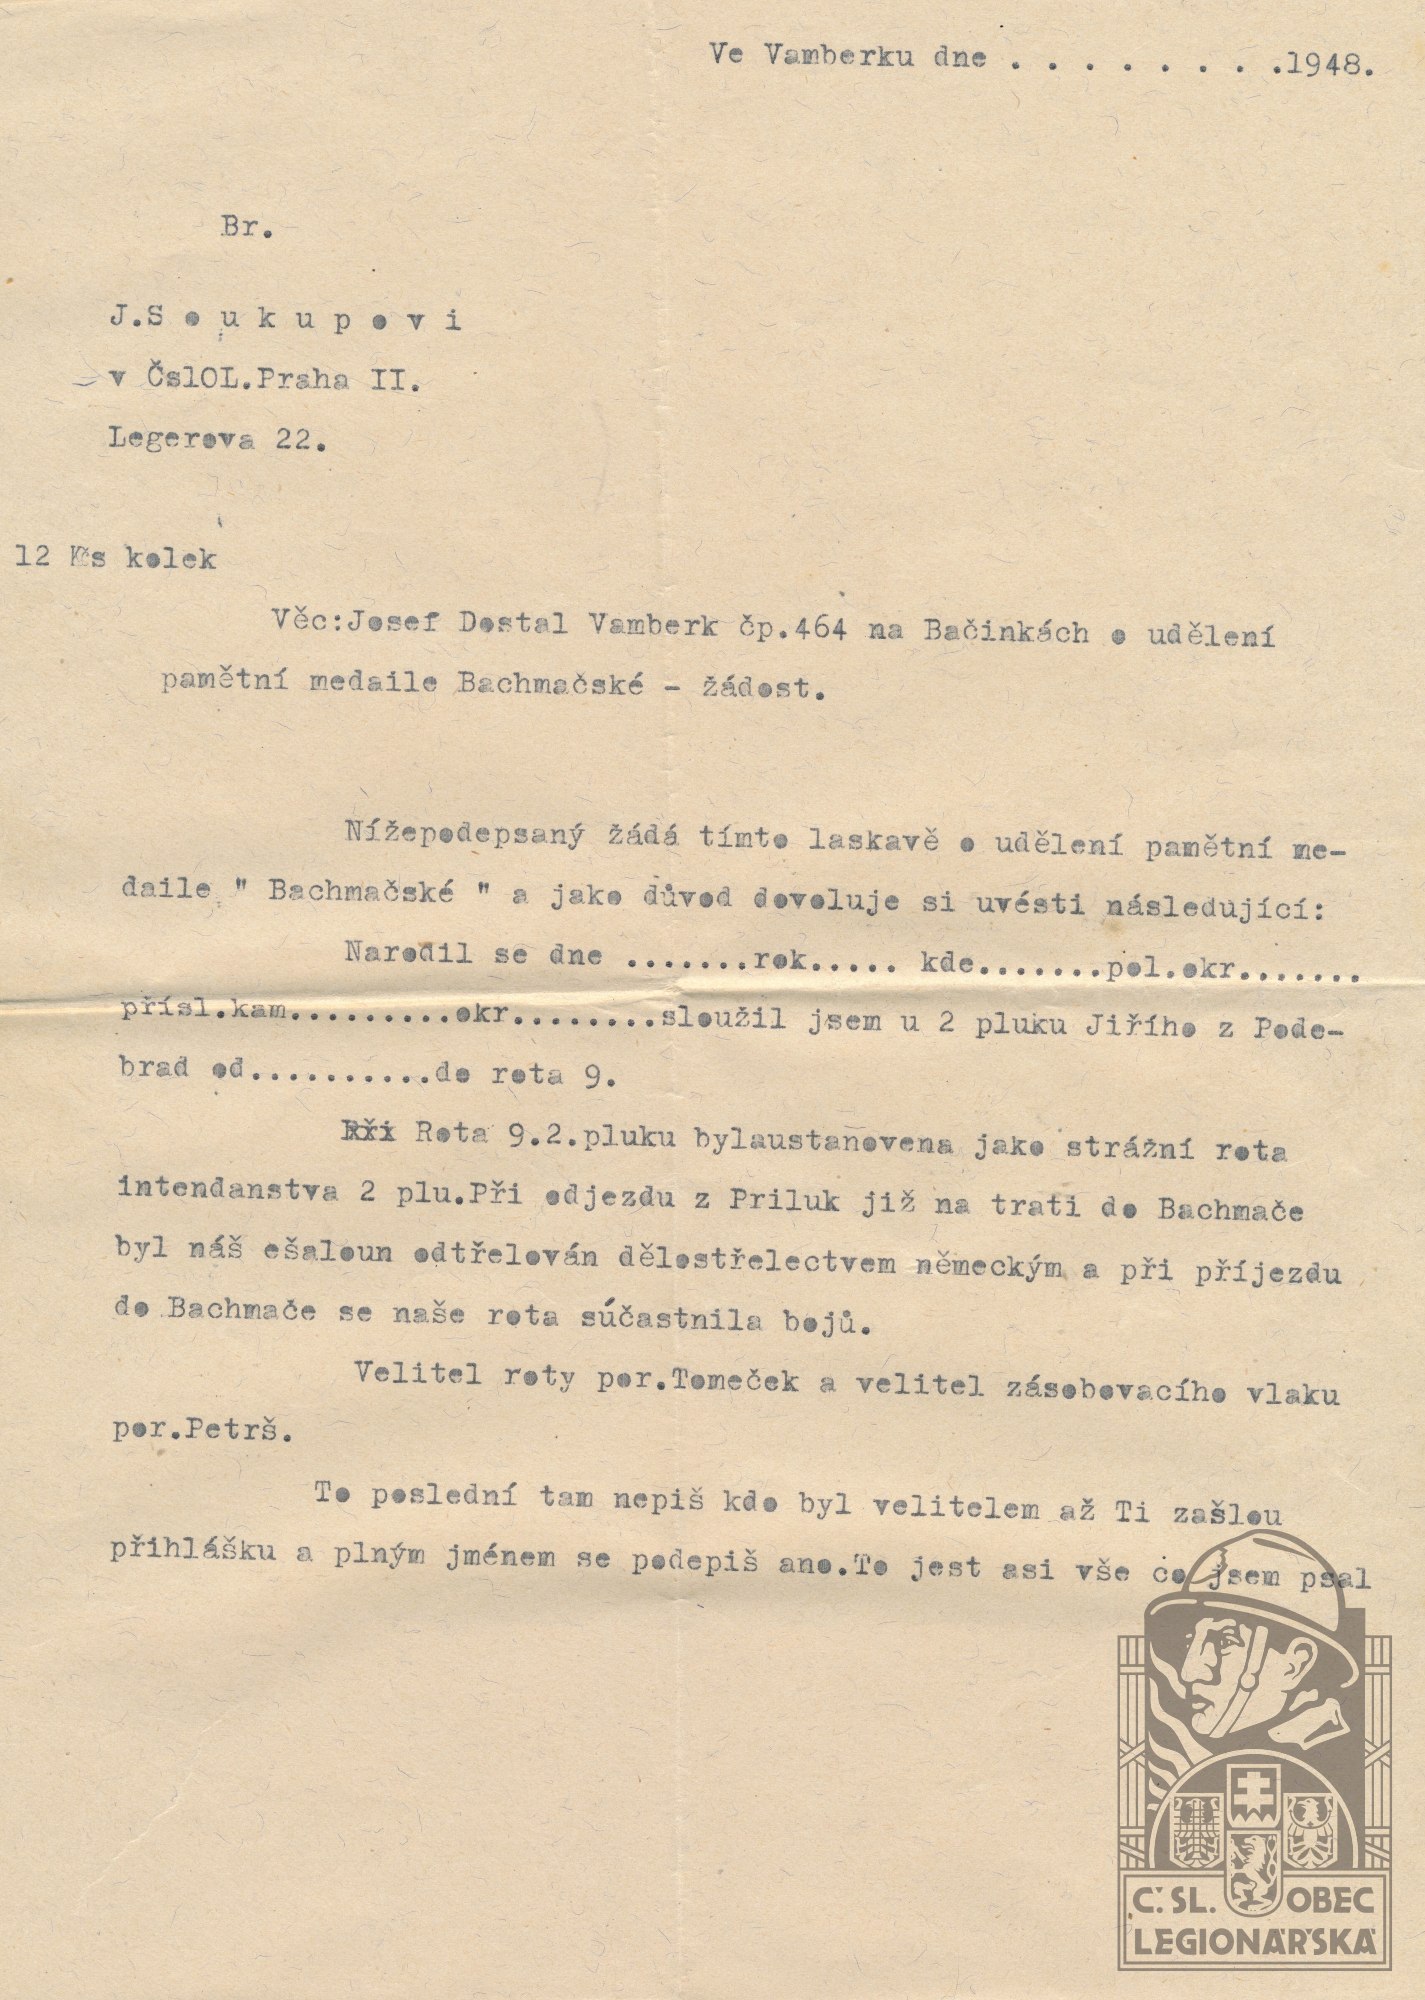 Ve Vamberku dne . . . . . . . . .1948.
Br.
J.S o u k u p o v i
v ČslOL.Praha II.
Legerova 22.
12 Kčs kolek
Věc:Josef Dostal Vamberk čp.464 na Bačinkách o udělení
pamětní medaile Bachmačské - žádost.
Nížepodepsaný žádá tímto laskavě o udělení pamětní me-
daile " Bachmačské " a jako důvod dovoluje si uvésti následující:
Narodil se dne .......rok..... kde.......pol.okr.......
přísl.kam.........okr........sloužil jsem u 2 pluku Jiřího z Pode-
brad od..........do rota 9.
Při Rota 9.2.pluku bylaustanovena jako strážní rota
intendanstva 2 plu.Při odjezdu z Priluk již na trati do Bachmače
byl náš ešaloun odtřelován dělostřelectvem německým a při příjezdu
do Bachmače se naše rota súčastnila bojů.
Velitel roty por.Tomeček a velitel zásobovacího vlaku
por.Petrš.
To poslední tam nepiš kdo byl velitelem až Ti zašlou
přihlášku a plným jménem se podepiš ano.To jest asi vše co jsem psal
Č.SL. OBEC
LEGIONÁŘSKÁ